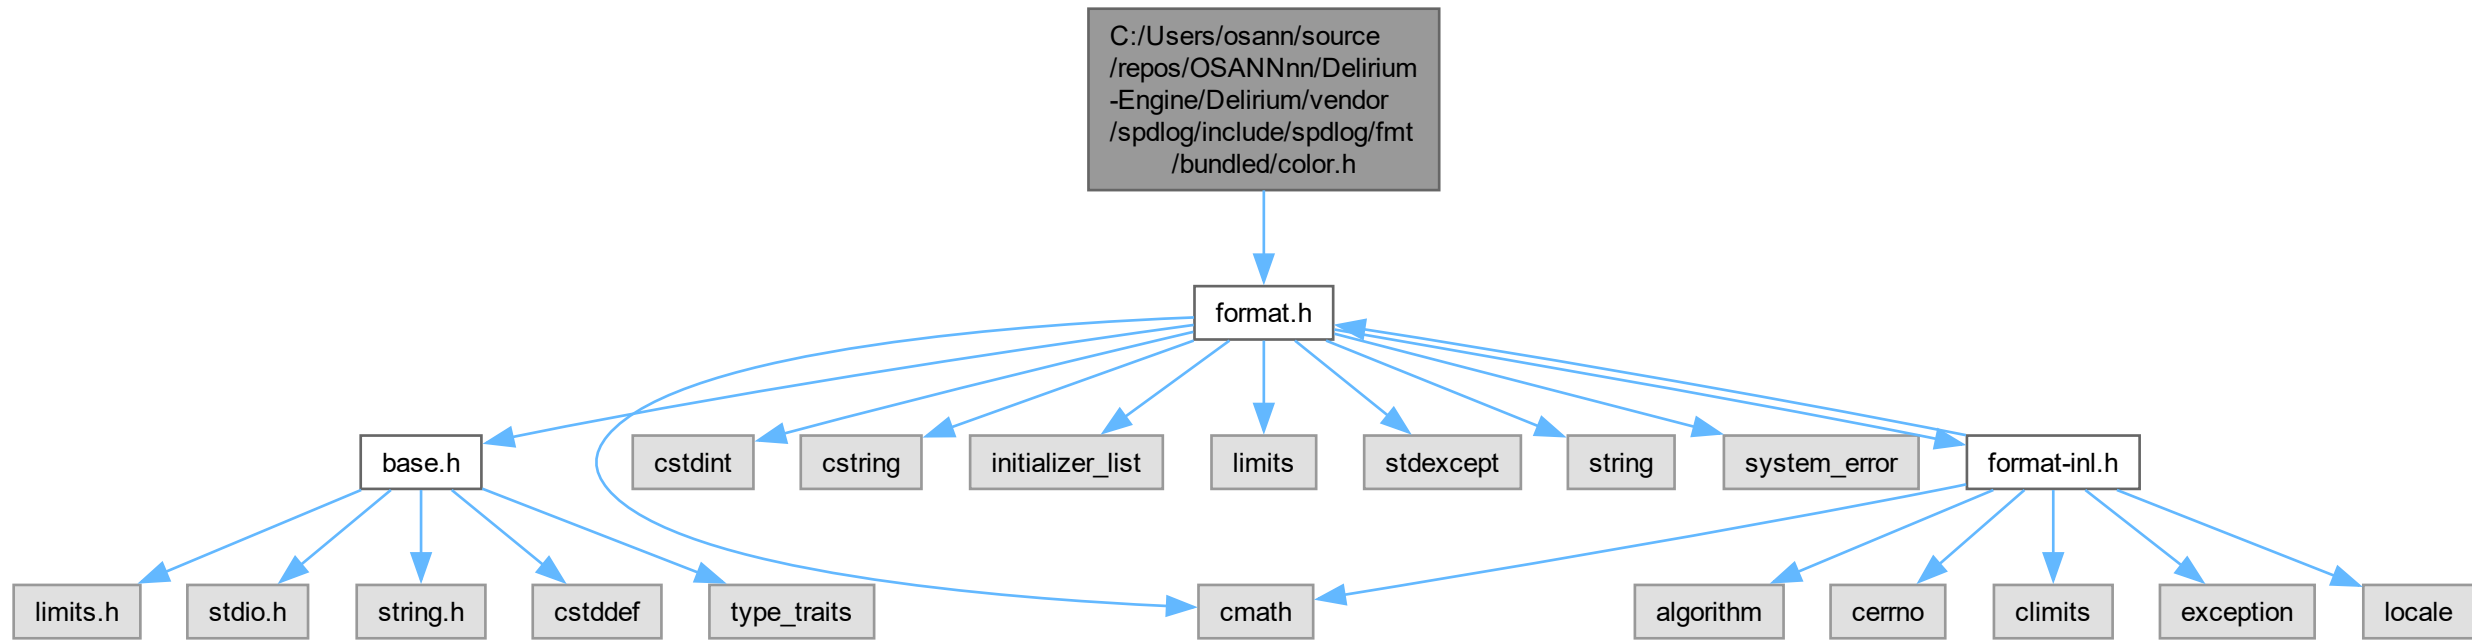 C:/Users/osann/source
/repos/OSANNnn/Delirium
-Engine/Delirium/vendor
/spdlog/include/spdlog/fmt
/bundled/color.h
format.h
base.h
cstdint
cstring
initializer_list
limits
stdexcept
string
system_error
format-inl.h
limits.h
stdio.h
string.h
cstddef
type_traits
cmath
algorithm
cerrno
climits
exception
locale